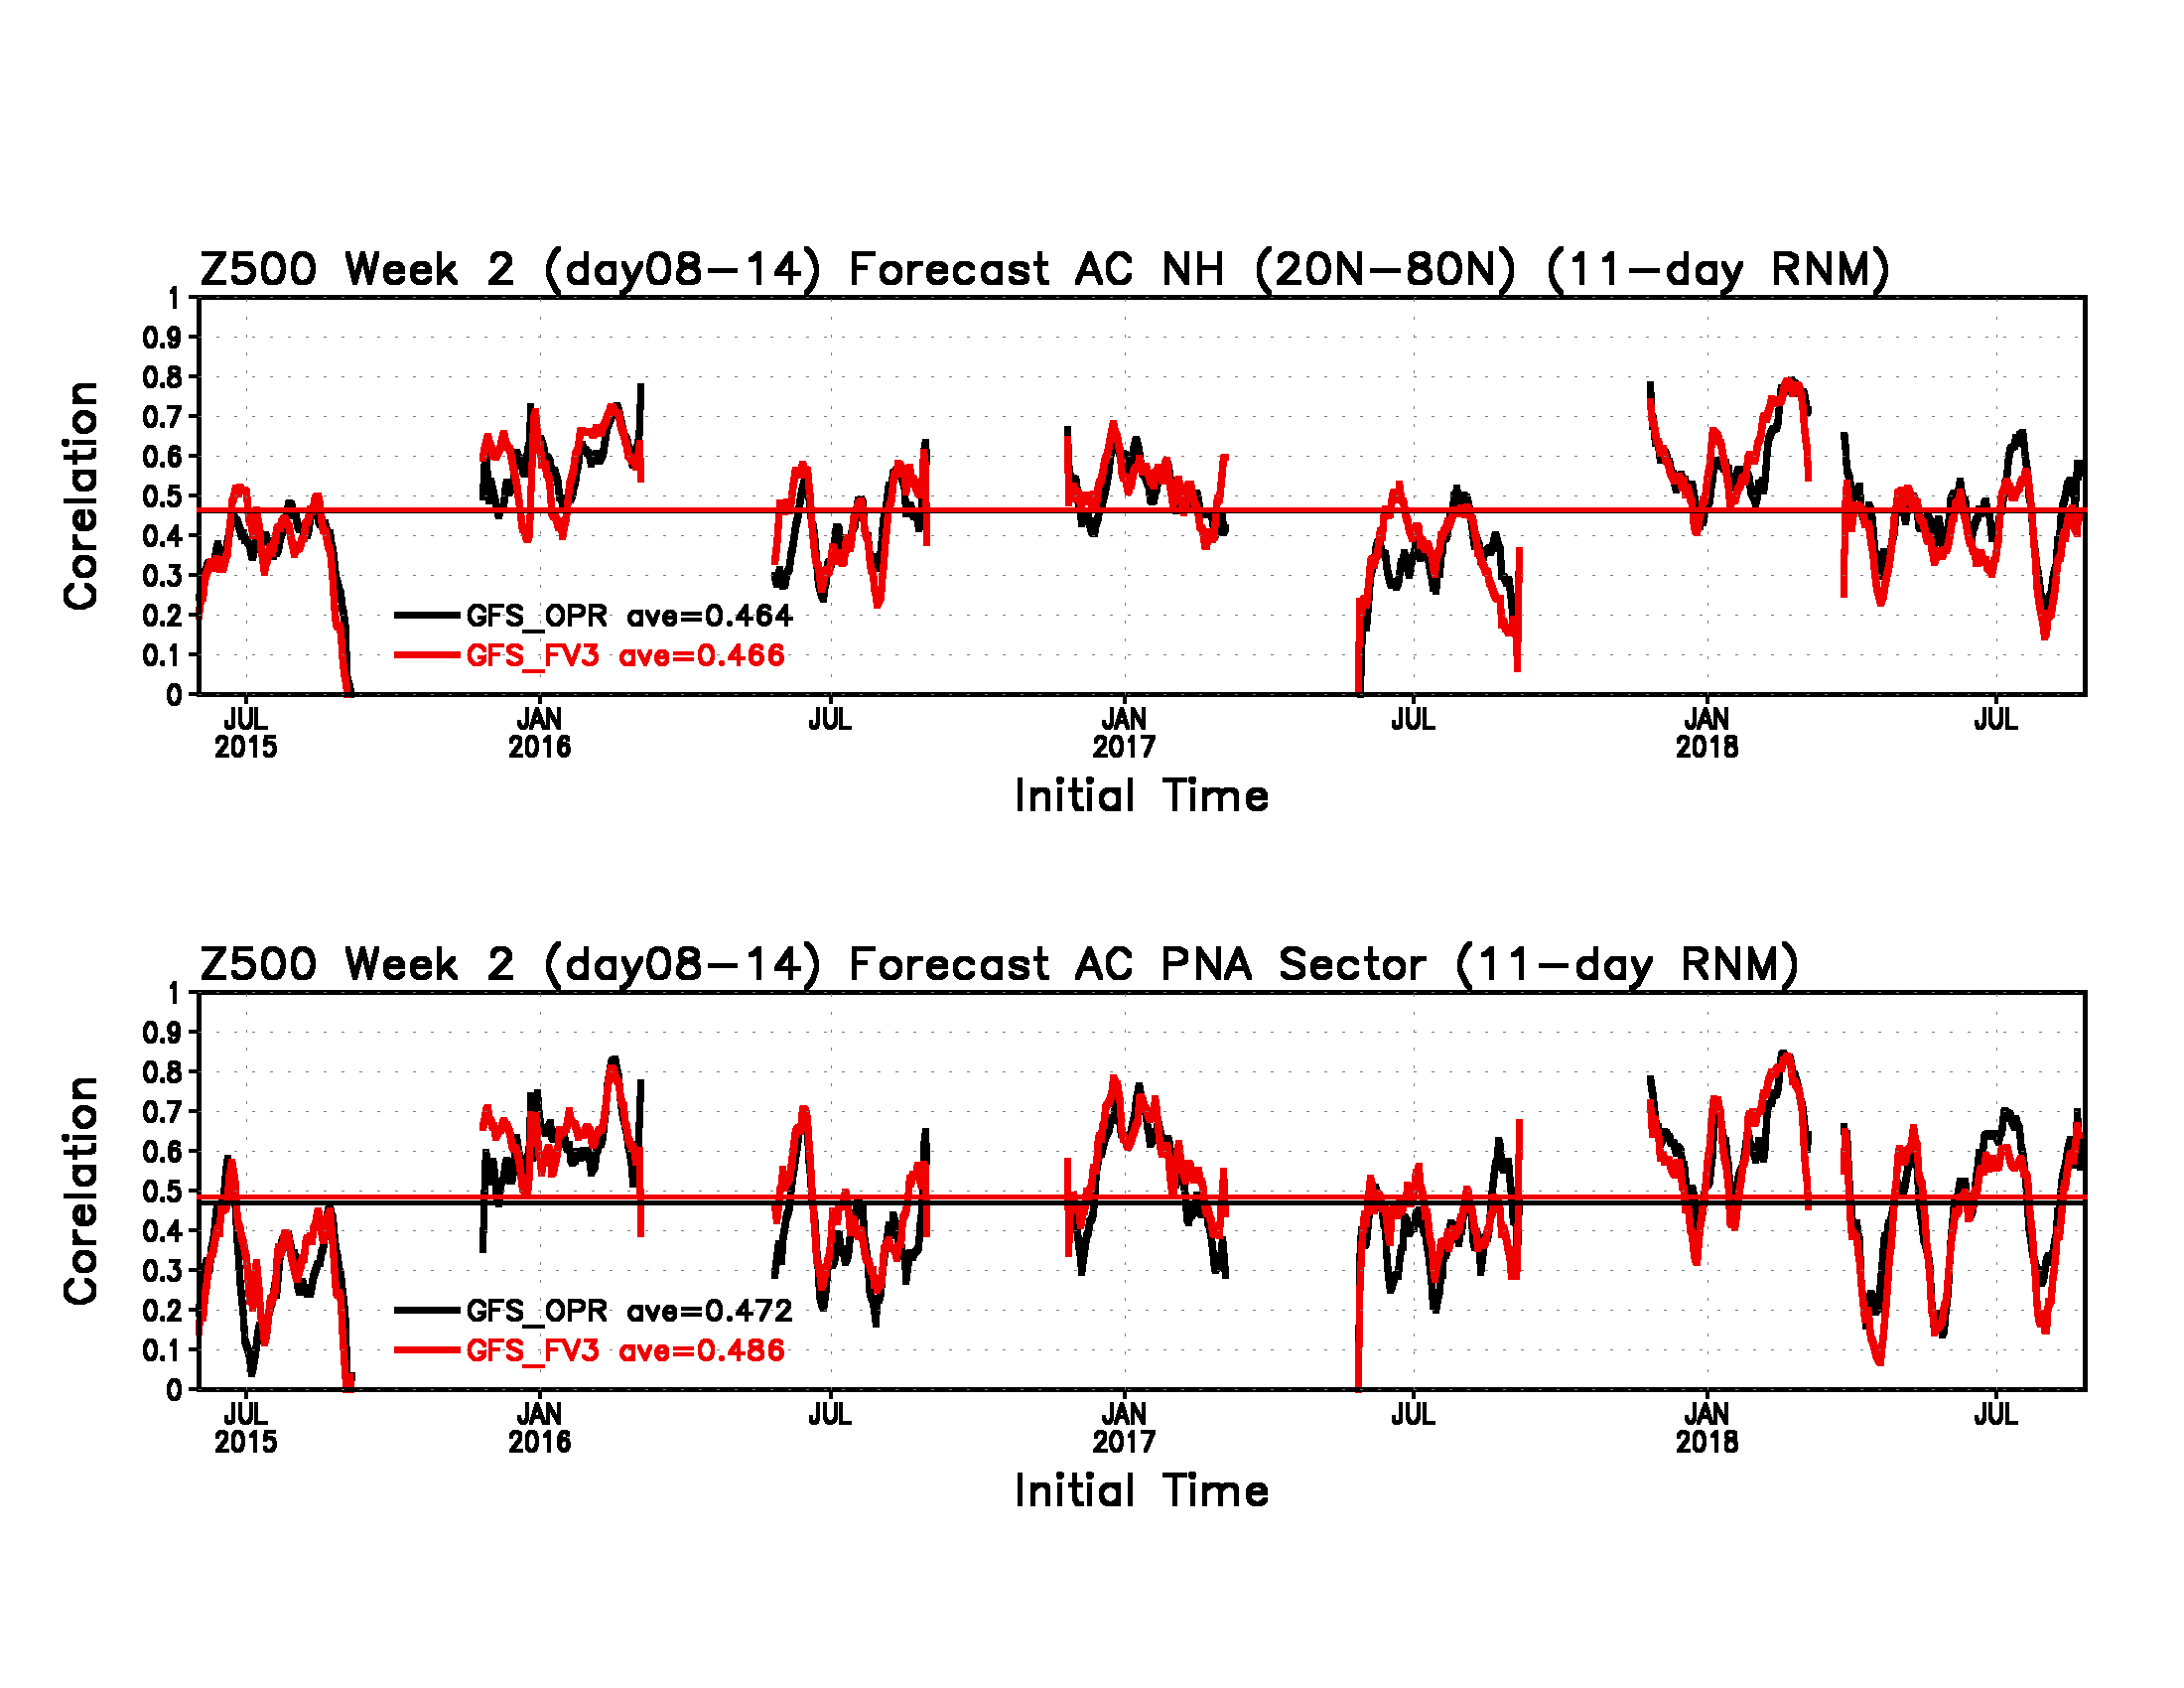 Z500 Week 2 (day08-14) Forecast AC NH (20N-80N) (11-day RNM)
1
0.9
0.8
0.7
0.6
0.5
0.4
0.3
0.2
0.1
0
Corelation
GFS_OPR ave=0.464
GFS_FV3 ave=0.466
JUL JAN JUL JAN JUL JAN JUL
2015 2016 2017 2018
Initial Time
Z500 Week 2 (day08-14) Forecast AC PNA Sector (11-day RNM)
1
0.9
0.8
0.7
0.6
0.5
0.4
0.3
0.2
0.1
0
Corelation
GFS_OPR ave=0.472
GFS_FV3 ave=0.486
JUL JAN JUL JAN JUL JAN JUL
2015 2016 2017 2018
Initial Time